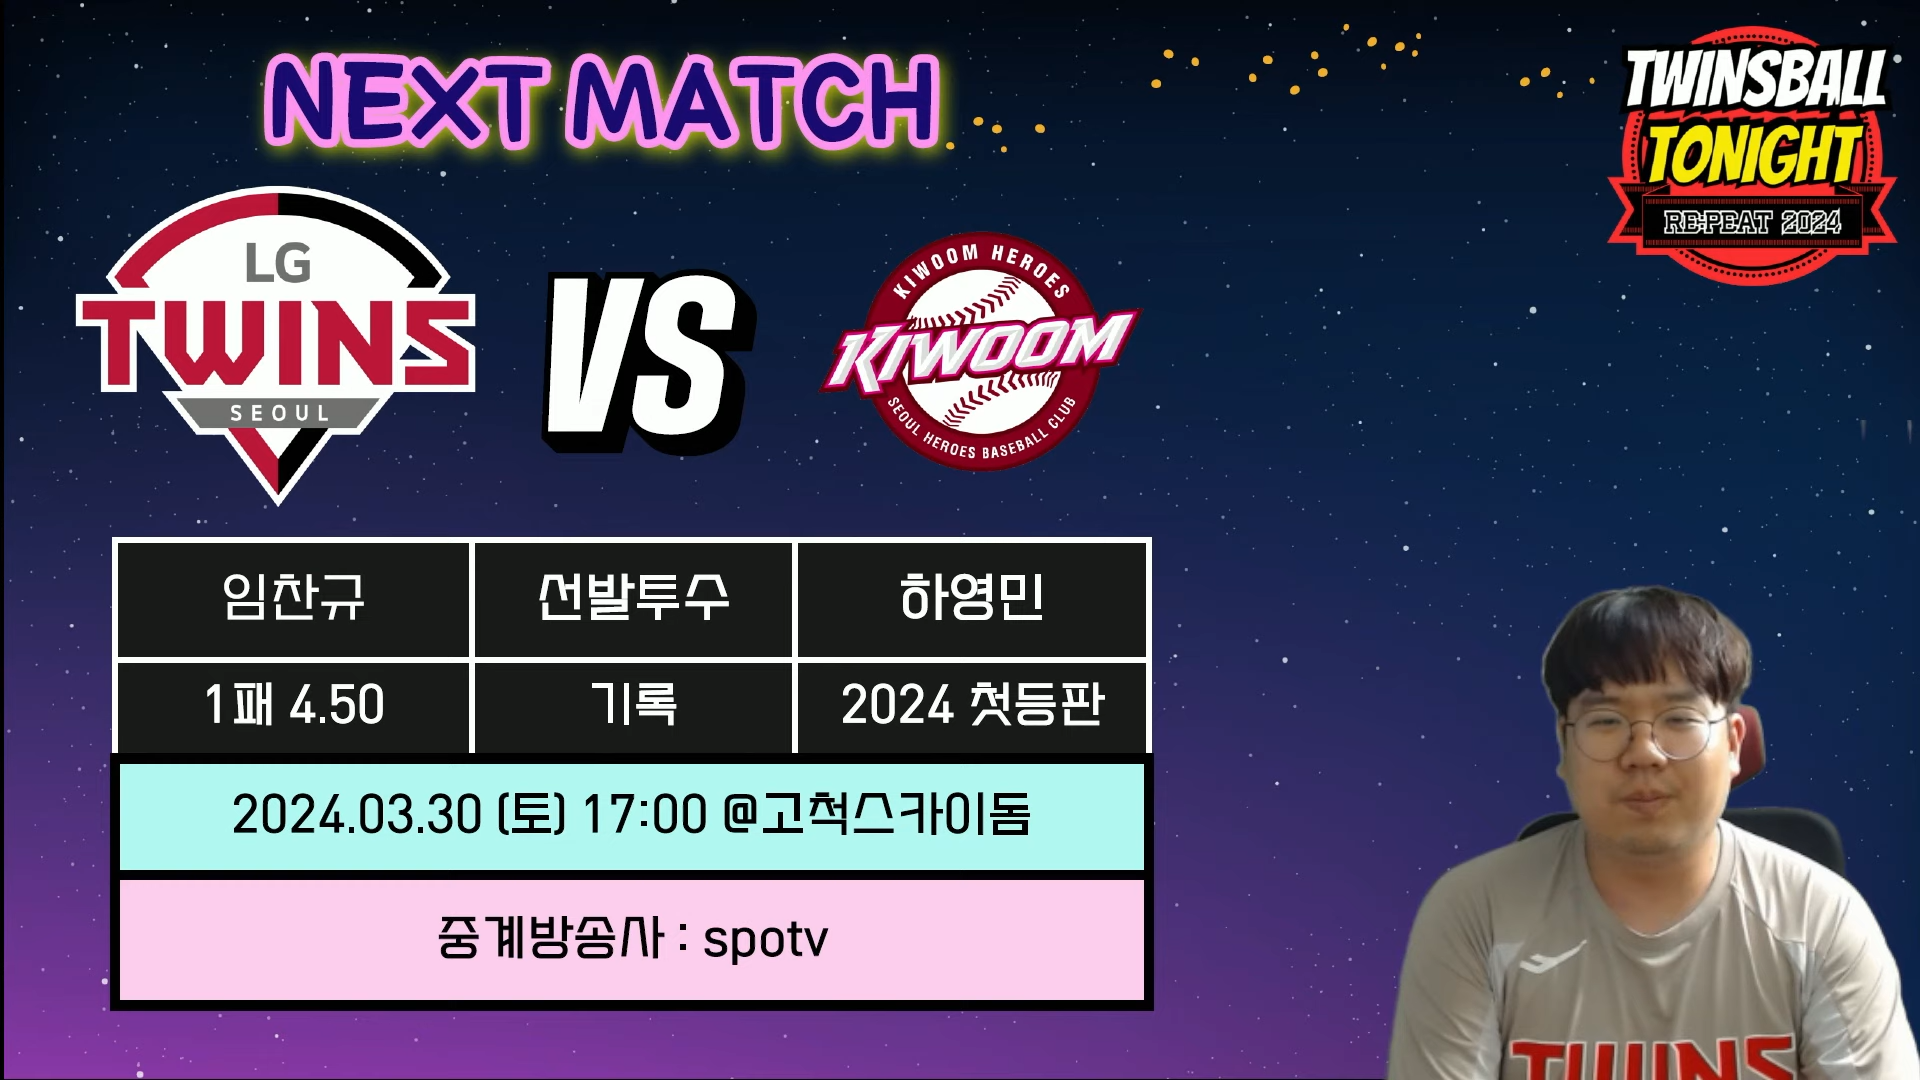 NEXT MATCH
TWINSBALL
TONIGHT
RE:PEAT 2024
LG
TWINS
SEOUL
VS
KIWOOM HEROES
KIWOOM
SEOUL HEROES BASEBALL CLUB
임찬규 선발투수 하영민
1패 4.50 기록 2024 첫등판
2024.03.30 (토) 17:00 @고척스카이돔
중계방송사 : spotv
TWINS